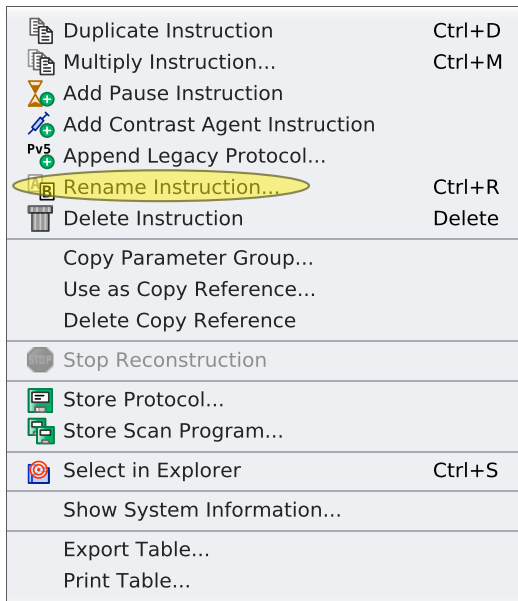 Duplicate Instruction Ctrl+D
Multiply Instruction... Ctrl+M
Add Pause Instruction
Add Contrast Agent Instruction
Pv5 Append Legacy Protocol...
A B Rename Instruction... Ctrl+R
Delete Instruction Delete
Copy Parameter Group...
Use as Copy Reference...
Delete Copy Reference
STOP Stop Reconstruction
Store Protocol...
Store Scan Program...
Select in Explorer Ctrl+S
Show System Information...
Export Table...
Print Table...